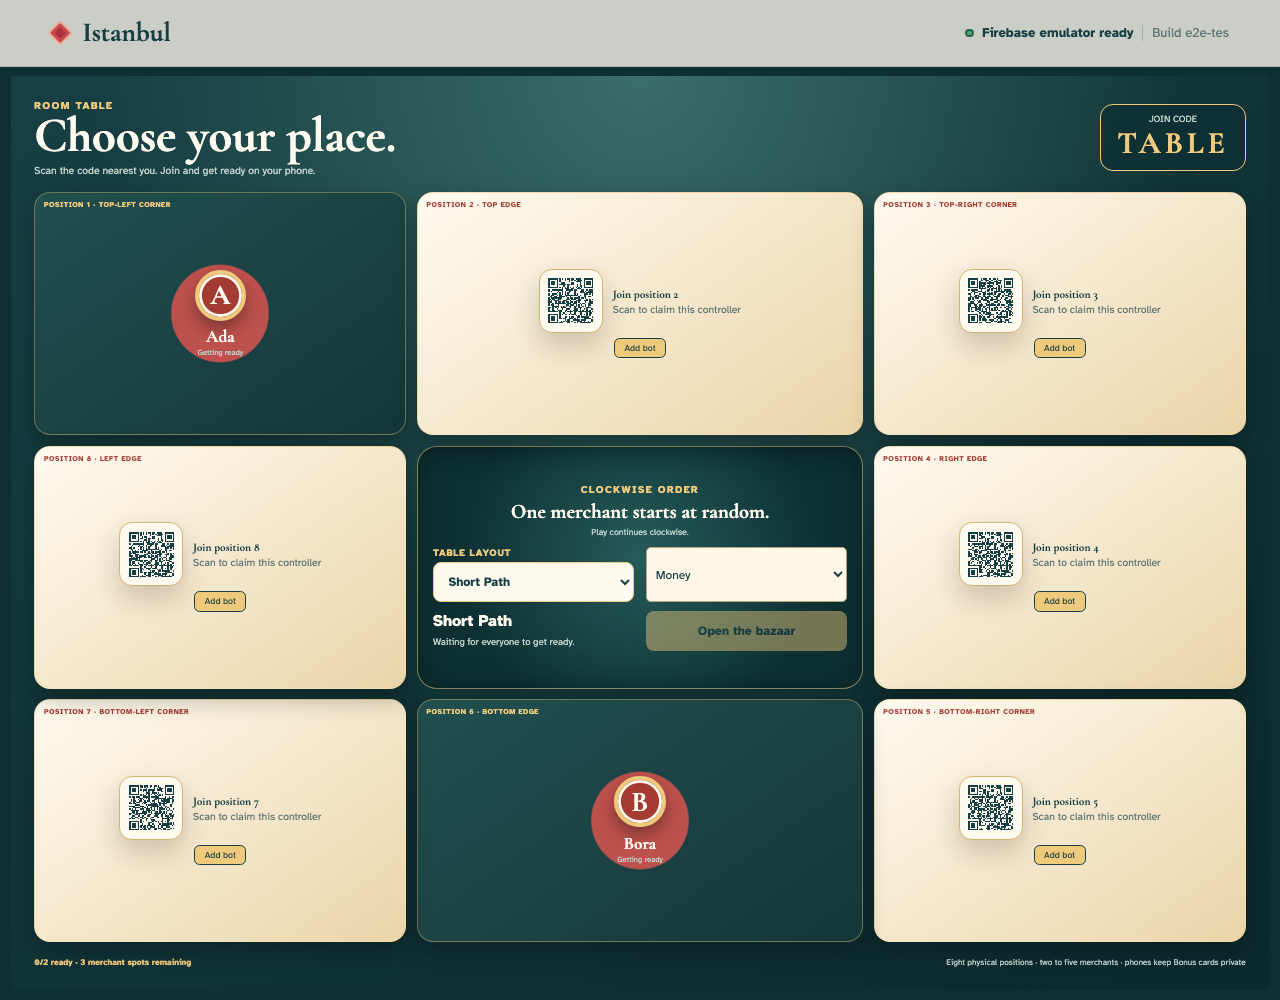 Istanbul
Firebase emulator ready
Build e2e-tes
ROOM TABLE
Choose your place.
Scan the code nearest you. Join and get ready on your phone.
JOIN CODE
TABLE
POSITION 1 · TOP-LEFT CORNER
A
Ada
Getting ready
POSITION 2 · TOP EDGE
Join position 2
Scan to claim this controller
Add bot
POSITION 3 · TOP-RIGHT CORNER
Join position 3
Scan to claim this controller
Add bot
POSITION 8 · LEFT EDGE
Join position 8
Scan to claim this controller
Add bot
CLOCKWISE ORDER
One merchant starts at random.
Play continues clockwise.
TABLE LAYOUT
Short Path
Money
Short Path
Waiting for everyone to get ready.
Open the bazaar
POSITION 4 · RIGHT EDGE
Join position 4
Scan to claim this controller
Add bot
POSITION 7 · BOTTOM-LEFT CORNER
Join position 7
Scan to claim this controller
Add bot
POSITION 6 · BOTTOM EDGE
B
Bora
Getting ready
POSITION 5 · BOTTOM-RIGHT CORNER
Join position 5
Scan to claim this controller
Add bot
0/2 ready · 3 merchant spots remaining
Eight physical positions · two to five merchants · phones keep Bonus cards private